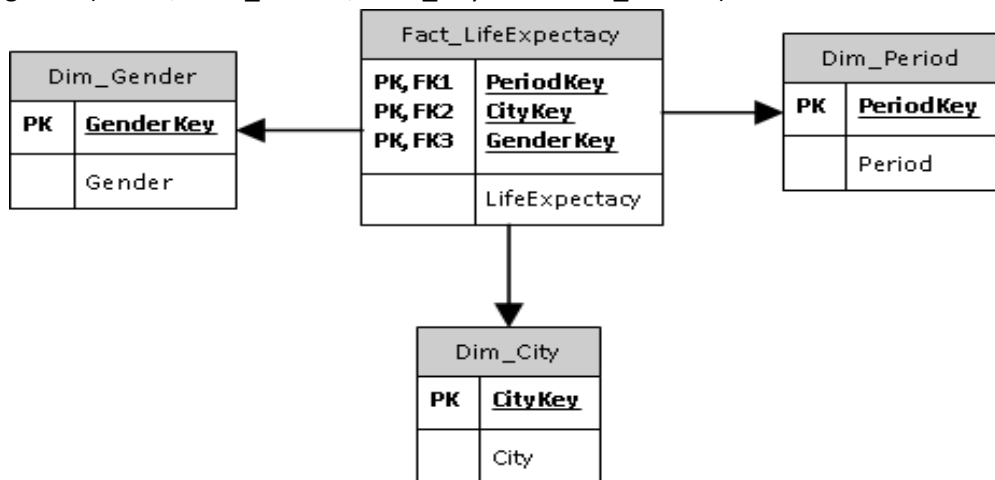 Fact_LifeExpectacy
PK, FK1 PeriodKey
PK, FK2 CityKey
PK, FK3 GenderKey
LifeExpectacy
Dim_Gender
PK GenderKey
Gender
Dim_Period
PK PeriodKey
Period
Dim_City
PK CityKey
City